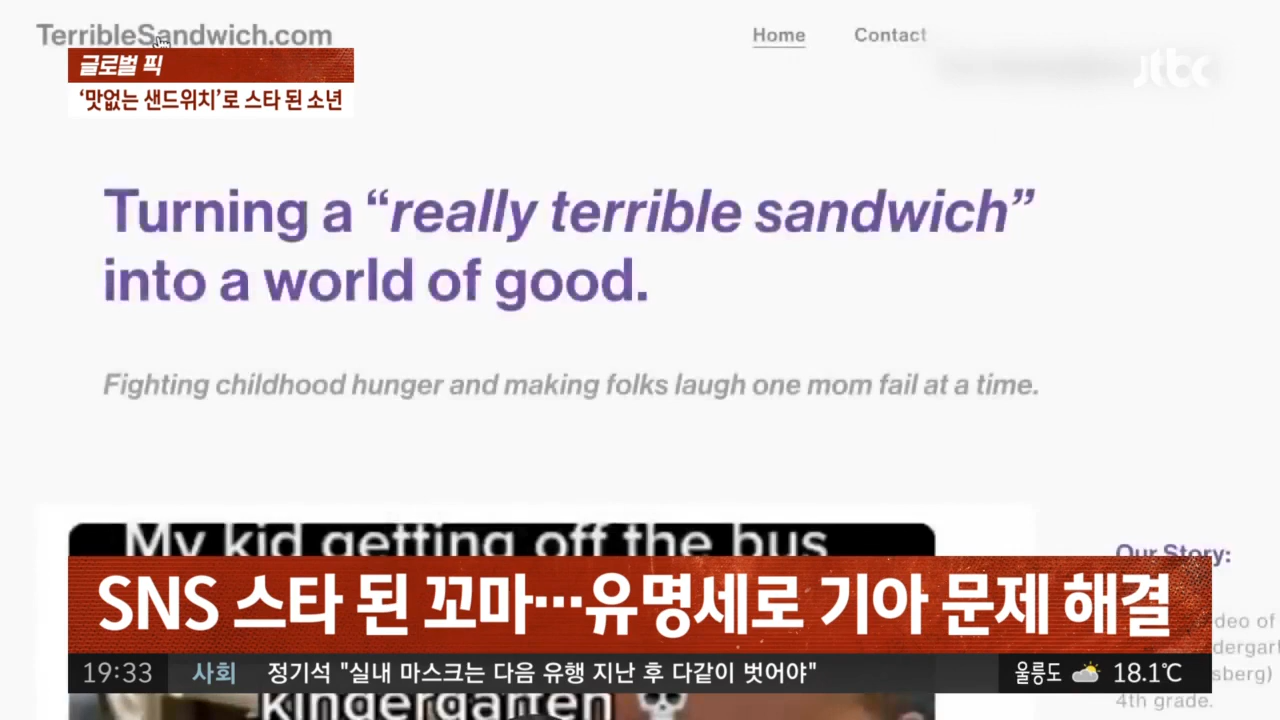 TerribleSandwich.com
Home
Contact
글로벌 픽
jtbc
‘맛없는 샌드위치’로 스타 된 소년
Turning a “really terrible sandwich”
into a world of good.
Fighting childhood hunger and making folks laugh one mom fail at a time.
My kid getting off the bus
Our Story:
SNS 스타 된 꼬마…유명세로 기아 문제 해결
deo of
19:33
사회
정기석 "실내 마스크는 다음 유행 지난 후 다같이 벗어야"
울릉도
18.1℃
sberg)
kindergarten
4th grade.